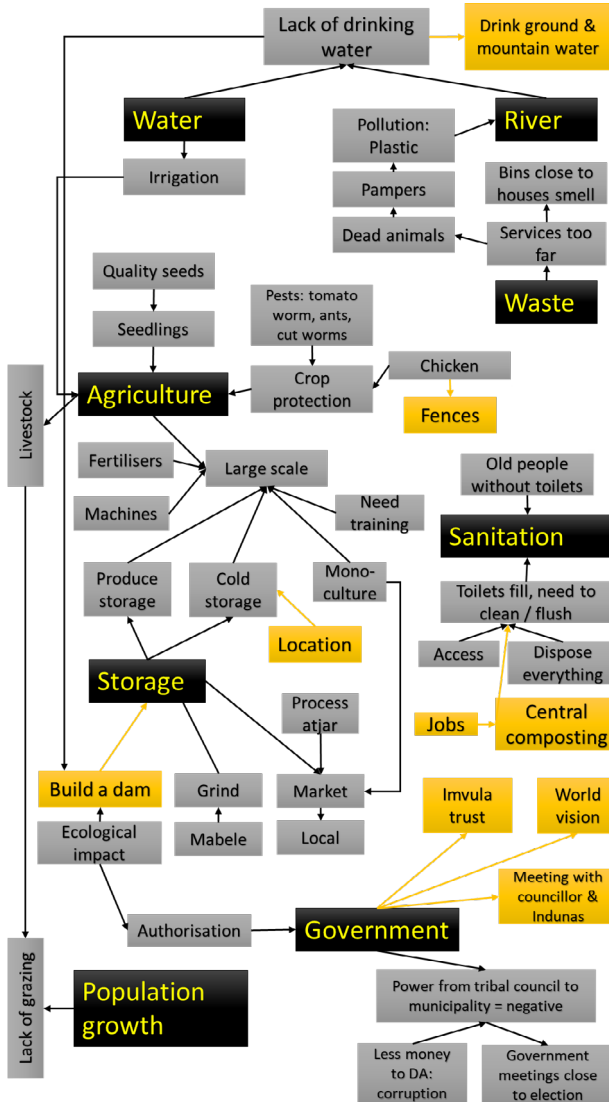 Lack of drinking
water
Drink ground &
mountain water
Water
River
Pollution:
Plastic
Irrigation
Pampers
Bins close to
houses smell
Dead animals
Services too
far
Waste
Quality seeds
Seedlings
Pests: tomato
worm, ants,
cut worms
Livestock
Agriculture
Crop
protection
Chicken
Fences
Fertilisers
Large scale
Machines
Need
training
Old people
without toilets
Sanitation
Produce
storage
Cold
storage
Mono-
culture
Toilets fill, need to
clean / flush
Location
Access
Dispose
everything
Storage
Process
atjar
Jobs
Central
composting
Build a dam
Grind
Market
Ecological
impact
Mabele
Local
Imvula
trust
World
vision
Meeting with
councillor &
Indunas
Authorisation
Government
Lack of grazing
Population
growth
Power from tribal council to
municipality = negative
Less money
to DA:
corruption
Government
meetings close
to election